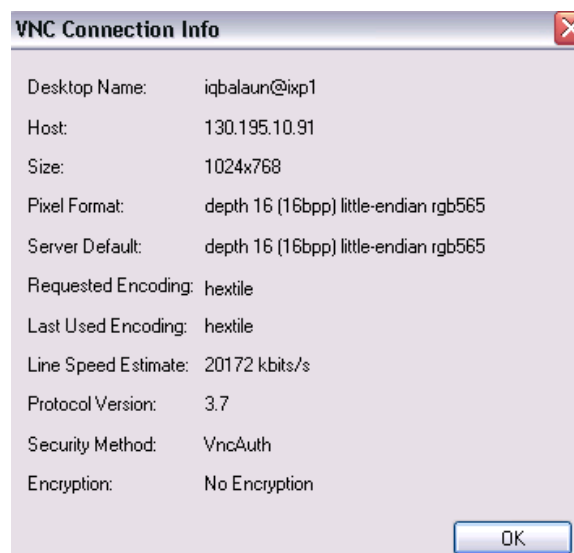 VNC Connection Info
Desktop Name: iqbalaun@ixp1
Host: 130.195.10.91
Size: 1024x768
Pixel Format: depth 16 (16bpp) little-endian rgb565
Server Default: depth 16 (16bpp) little-endian rgb565
Requested Encoding: hextile
Last Used Encoding: hextile
Line Speed Estimate: 20172 kbits/s
Protocol Version: 3.7
Security Method: VncAuth
Encryption: No Encryption
OK